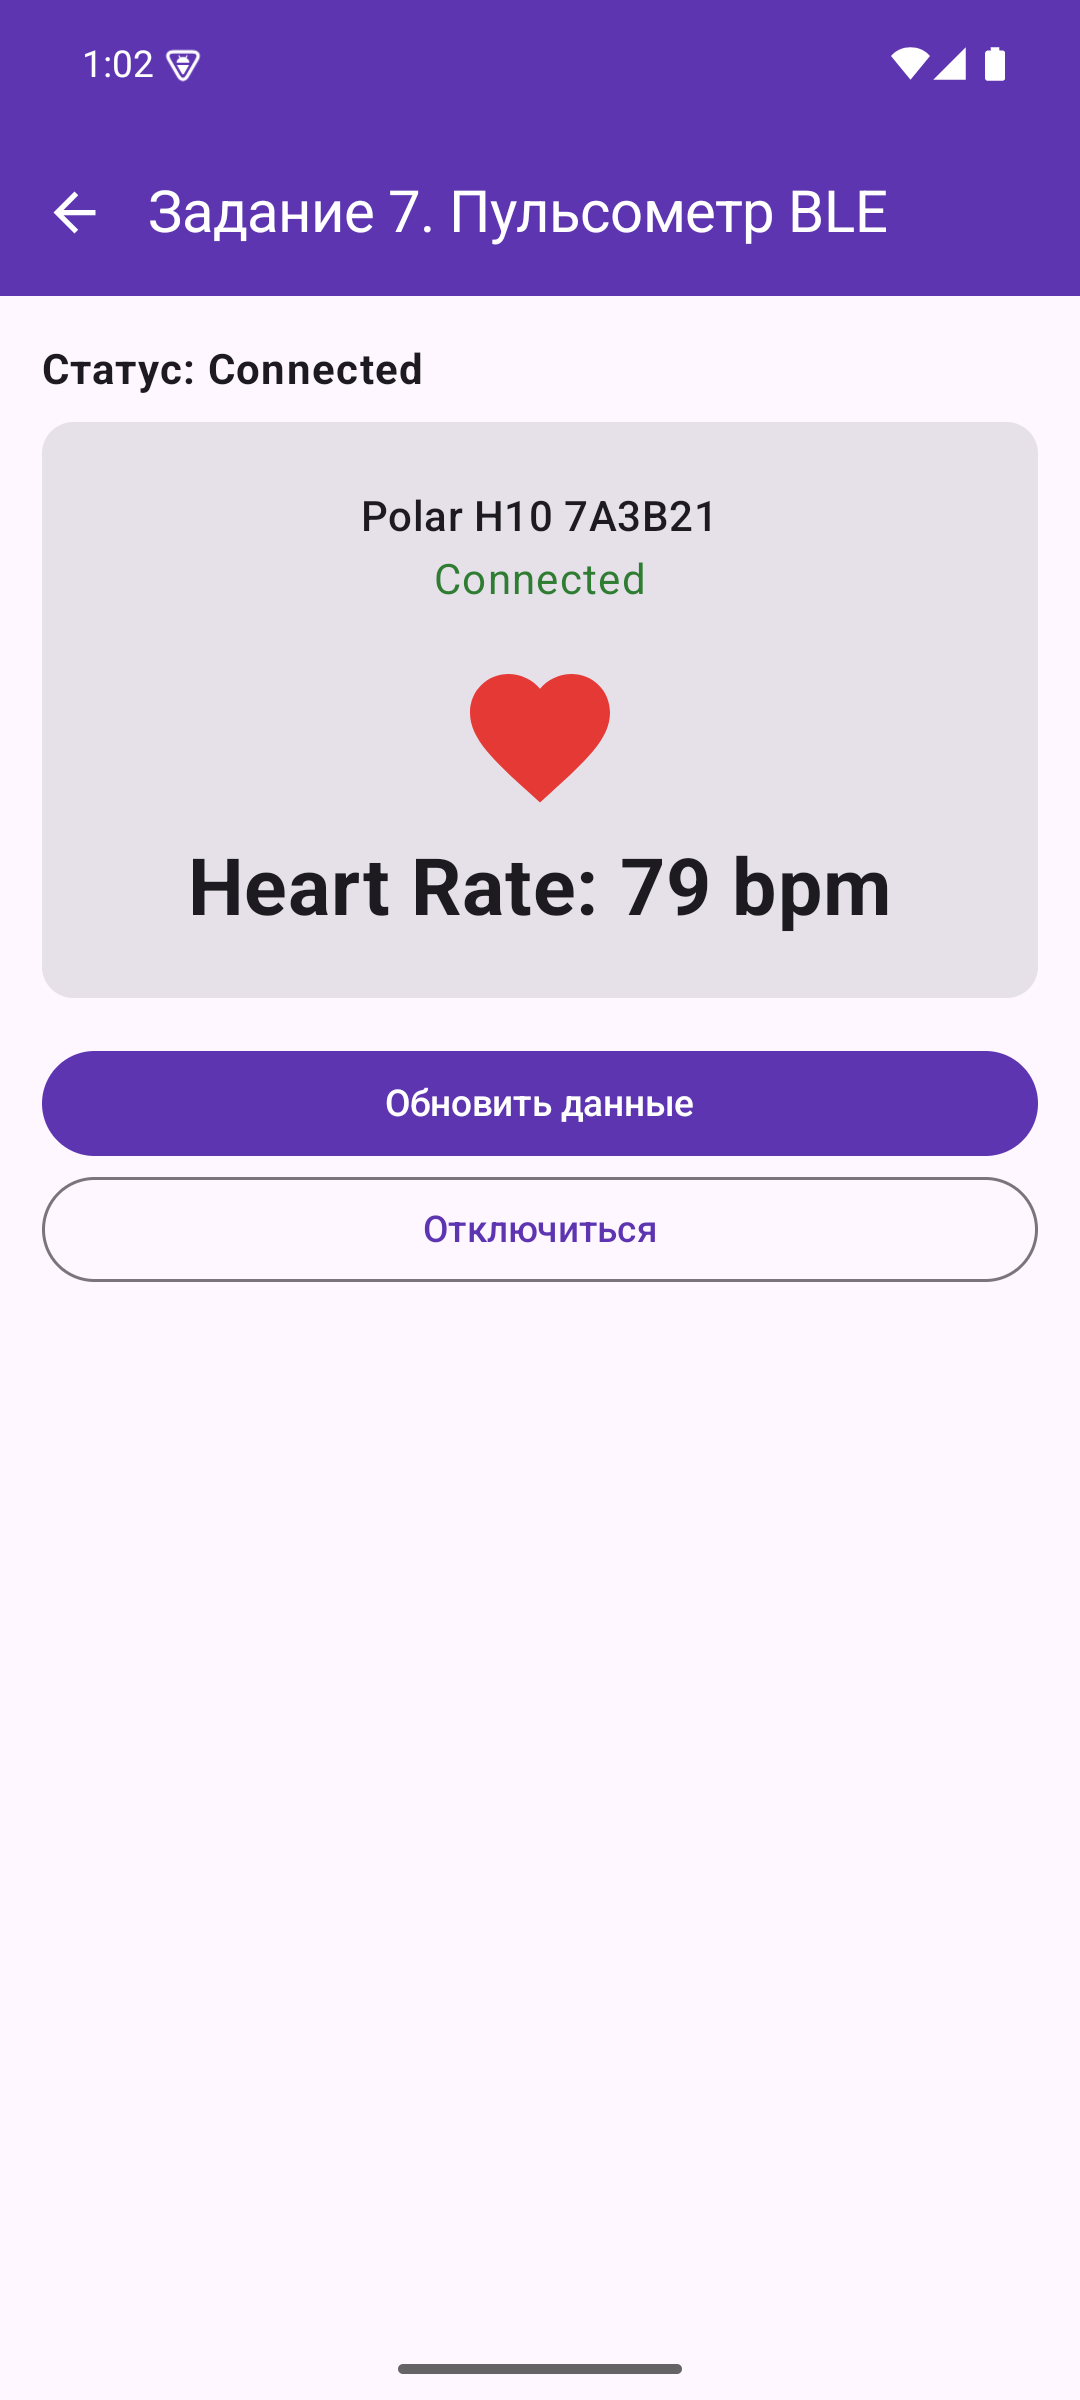 1:02
Задание 7. Пульсометр BLE
Статус: Connected
Polar H10 7A3B21
Connected
Heart Rate: 79 bpm
Обновить данные
Отключиться